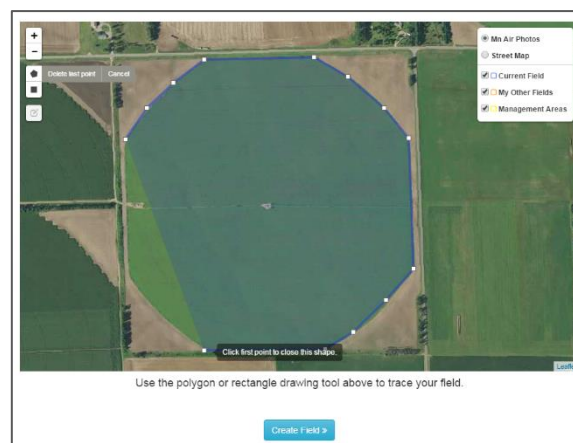 +
−
Mn Air Photos
Street Map
Delete last point Cancel
Current Field
My Other Fields
Management Areas
Click first point to close this shape.
Use the polygon or rectangle drawing tool above to trace your field.
Create Field »